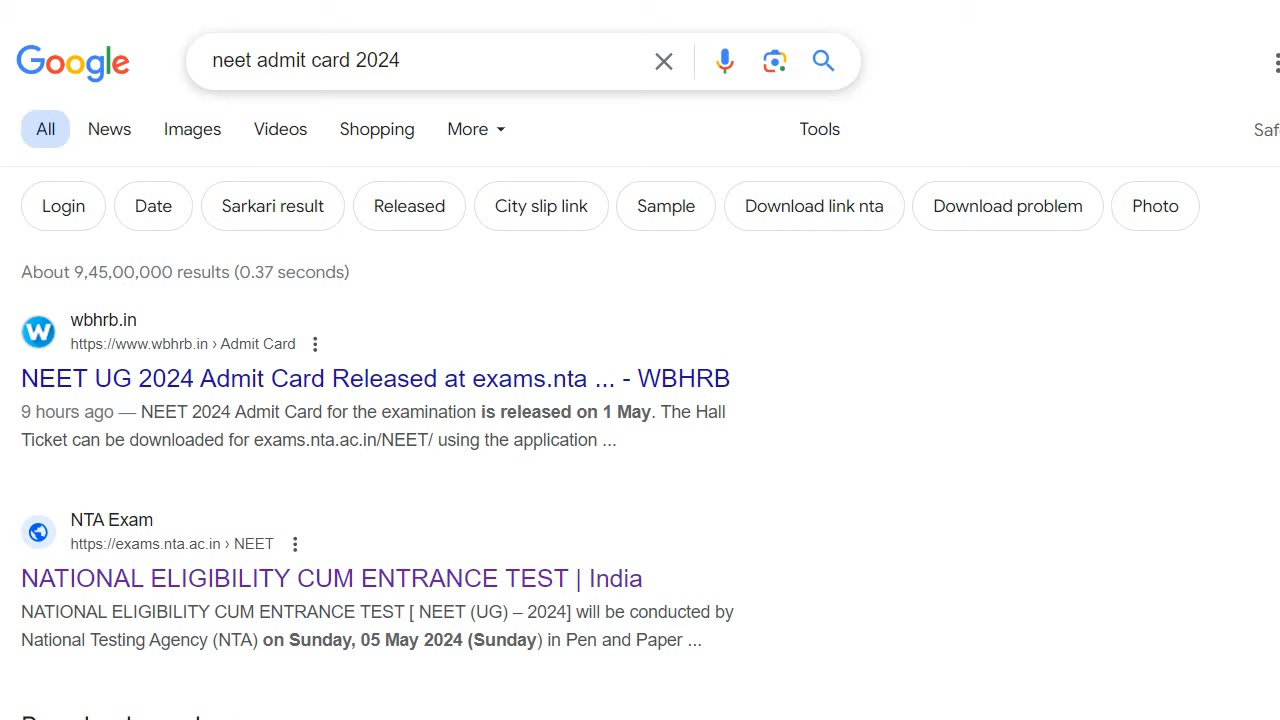 Google
neet admit card 2024
All News Images Videos Shopping More Tools
Login Date Sarkari result Released City slip link Sample Download link nta Download problem Photo
About 9,45,00,000 results (0.37 seconds)
W
wbhrb.in
https://www.wbhrb.in › Admit Card
NEET UG 2024 Admit Card Released at exams.nta ... - WBHRB
9 hours ago — NEET 2024 Admit Card for the examination is released on 1 May. The Hall
Ticket can be downloaded for exams.nta.ac.in/NEET/ using the application ...
NTA Exam
https://exams.nta.ac.in › NEET
NATIONAL ELIGIBILITY CUM ENTRANCE TEST | India
NATIONAL ELIGIBILITY CUM ENTRANCE TEST [ NEET (UG) – 2024] will be conducted by
National Testing Agency (NTA) on Sunday, 05 May 2024 (Sunday) in Pen and Paper ...